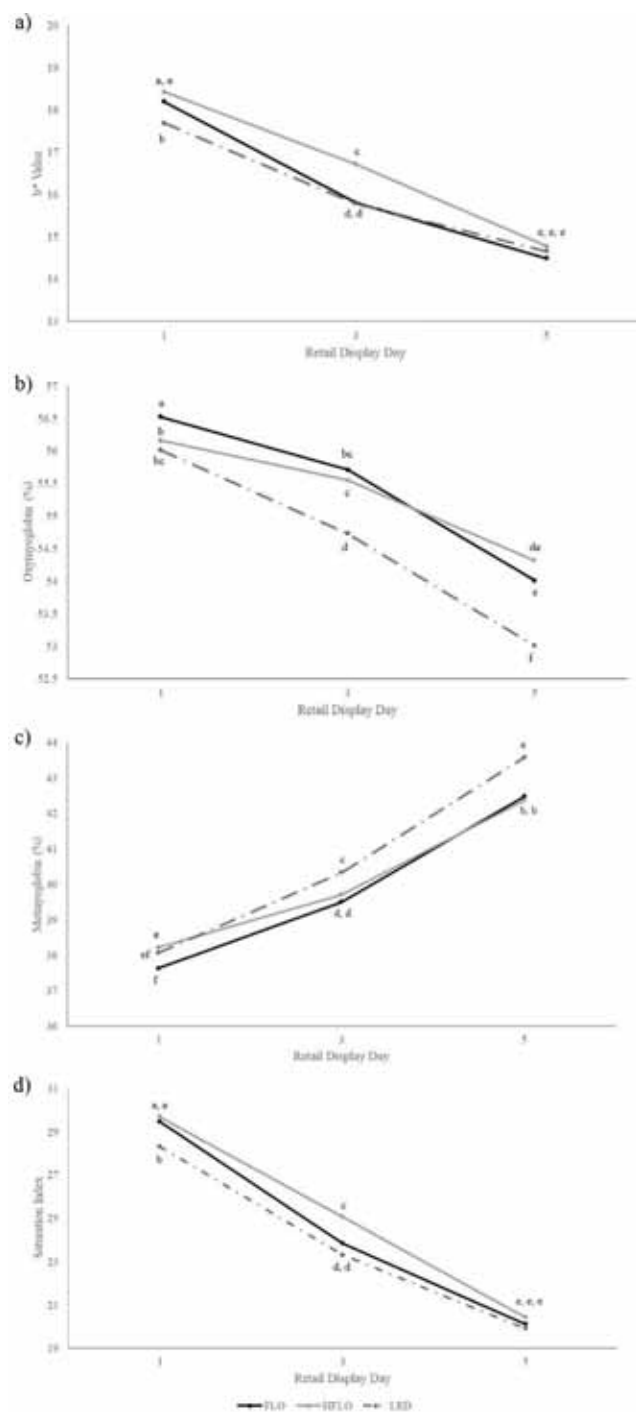 a)
20
19
a, a
18
b
17
c
b* Value
16
d, d
15
e, e, e
14
13
1
3
5
Retail Display Day
b)
57
a
56.5
b
56
bc
bc
55.5
c
Oxymyoglobin (%)
55
54.5
d
de
54
e
53.5
53
f
52.5
1
3
5
Retail Display Day
c)
44
a
43
42
b, b
41
c
Metmyoglobin (%)
40
39
d, d
e
38
ef
f
37
36
1
3
5
Retail Display Day
d)
31
a, a
29
b
27
c
Saturation Index
25
23
d, d
21
e, e, e
1
3
5
Retail Display Day
FLO HFLO LED